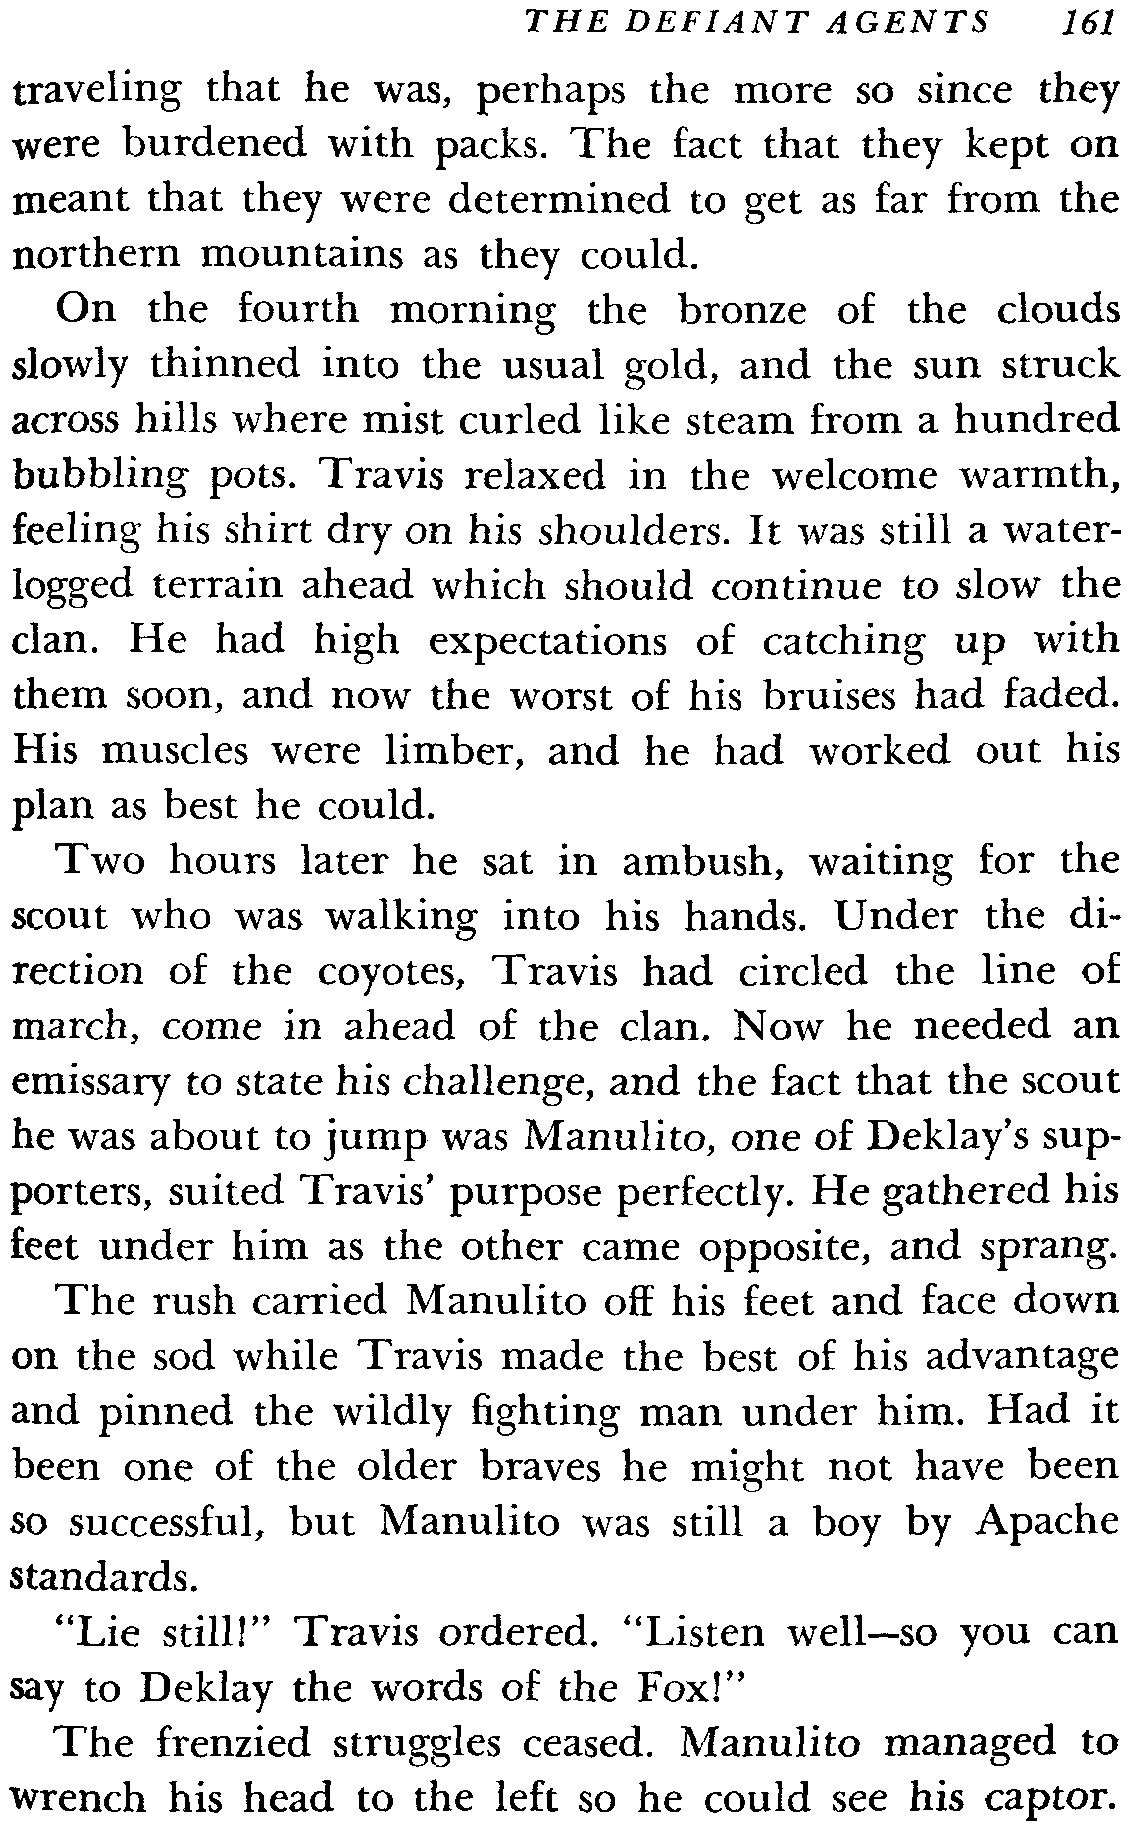 THE DEFIANT AGENTS 161
traveling that he was, perhaps the more so since they
were burdened with packs. The fact that they kept on
meant that they were determined to get as far from the
northern mountains as they could.
On the fourth morning the bronze of the clouds
slowly thinned into the usual gold, and the sun struck
across hills where mist curled like steam from a hundred
bubbling pots. Travis relaxed in the welcome warmth,
feeling his shirt dry on his shoulders. It was still a water-
logged terrain ahead which should continue to slow the
clan. He had high expectations of catching up with
them soon, and now the worst of his bruises had faded.
His muscles were limber, and he had worked out his
plan as best he could.
Two hours later he sat in ambush, waiting for the
scout who was walking into his hands. Under the di-
rection of the coyotes, Travis had circled the line of
march, come in ahead of the clan. Now he needed an
emissary to state his challenge, and the fact that the scout
he was about to jump was Manulito, one of Deklay's sup-
porters, suited Travis' purpose perfectly. He gathered his
feet under him as the other came opposite, and sprang.
The rush carried Manulito off his feet and face down
on the sod while Travis made the best of his advantage
and pinned the wildly fighting man under him. Had it
been one of the older braves he might not have been
so successful, but Manulito was still a boy by Apache
standards.
"Lie still!" Travis ordered. "Listen well—so you can
say to Deklay the words of the Fox!"
The frenzied struggles ceased. Manulito managed to
wrench his head to the left so he could see his captor.